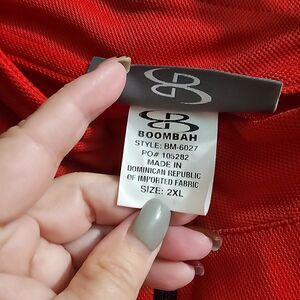 BOOMBAH
STYLE: BM-6027
PO# 105282
MADE IN
DOMINICAN REPUBLIC
OF IMPORTED FABRIC
SIZE: 2XL